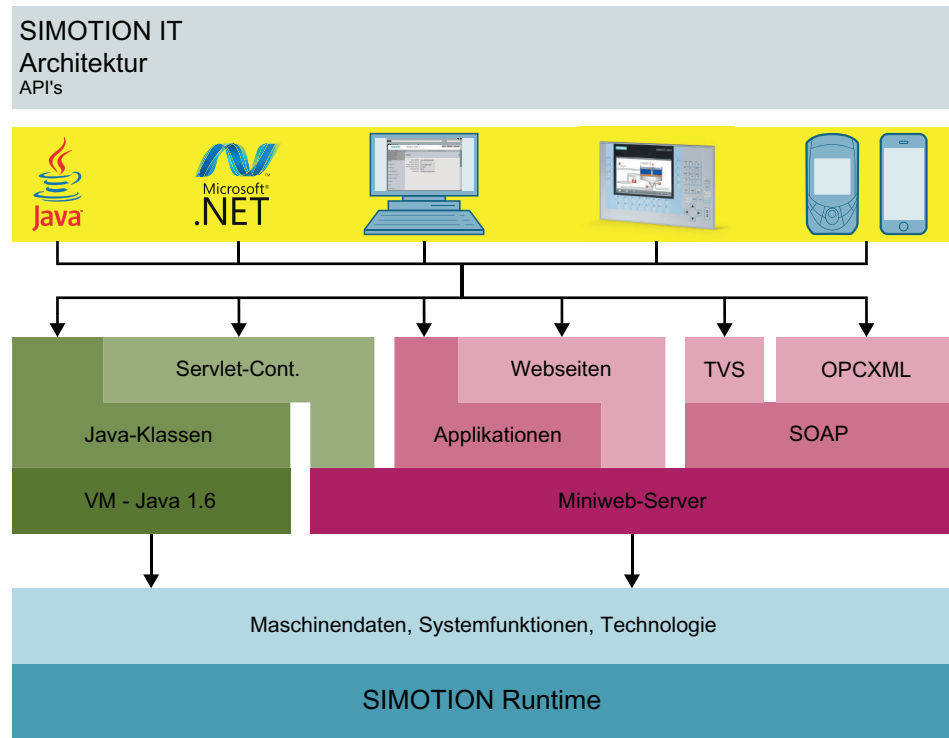 SIMOTION IT
Architektur
API's
Java
Microsoft®
.NET™
Servlet-Cont.
Webseiten
TVS
OPCXML
Java-Klassen
Applikationen
SOAP
VM - Java 1.6
Miniweb-Server
Maschinendaten, Systemfunktionen, Technologie
SIMOTION Runtime